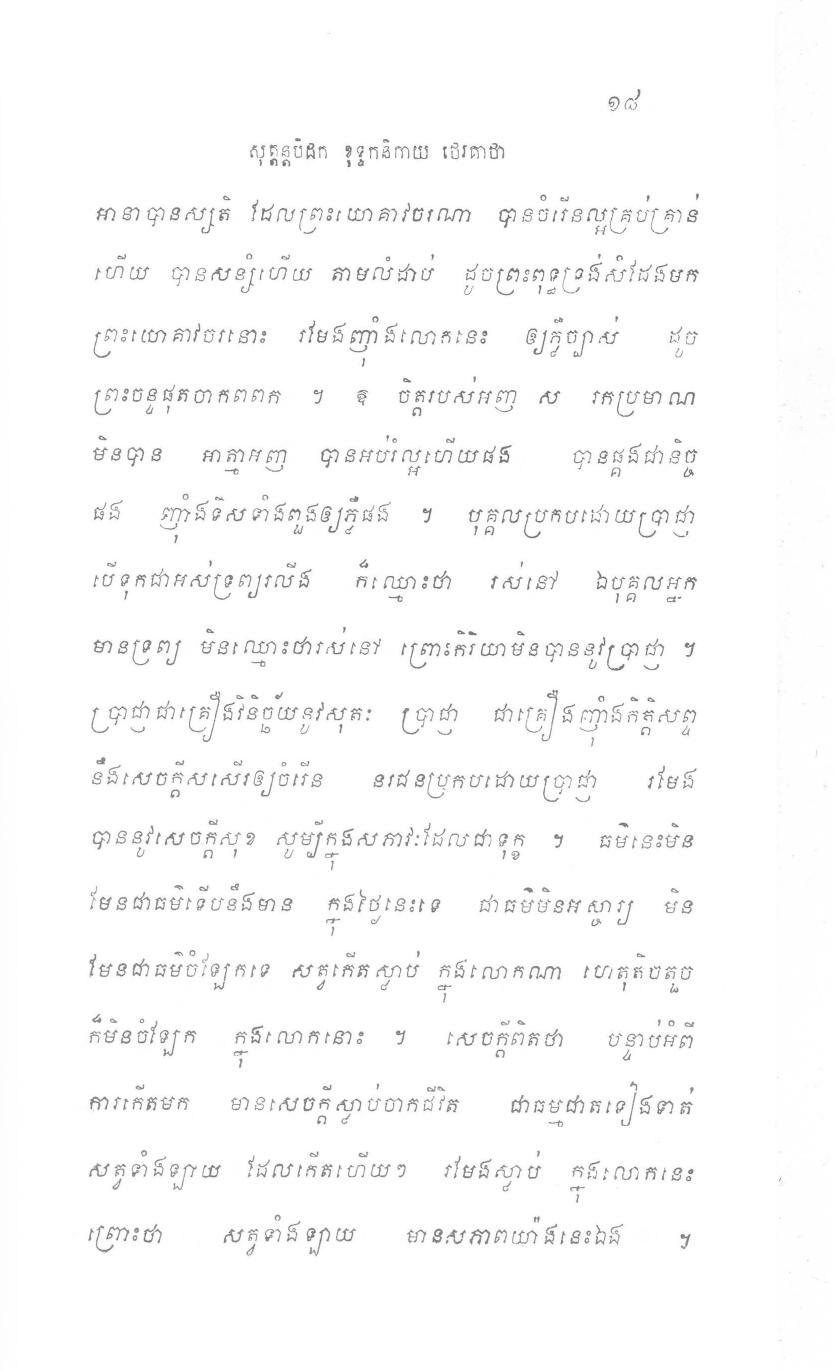 ១៨
សុត្តន្តបិដក ខុទ្ទកនិកាយ ថេរគាថា
អានាបានស្សតិ ដែលព្រះយោគាវចរណា បានចំរើនល្អគ្រប់គ្រាន់
ហើយ បានសន្សំហើយ តាមលំដាប់ ដូចព្រះពុទ្ធទ្រង់សំដែងមក
ព្រះយោគាវចរនោះ រមែងញុំាងលោកនេះ ឲ្យភ្លឺច្បាស់ ដូច
ព្រះចន្ទផុតចាកពពក ។ ឱ ចិត្តរបស់អញ ស រកប្រមាណ
មិនបាន អាត្មាអញ បានអប់រំល្អហើយផង បានផ្គងជានិច្ច
ផង ញុំាងទិសទាំងពួងឲ្យភ្លឺផង ។ បុគ្គលប្រកបដោយប្រាជ្ញា
បើទុកជាអស់ទ្រព្យរលីង ក៏ឈ្មោះថា រស់នៅ ឯបុគ្គលអ្នក
មានទ្រព្យ មិនឈ្មោះថារស់នៅ ព្រោះកិរិយាមិនបាននូវប្រាជ្ញា ។
ប្រាជ្ញាជាគ្រឿងវិនិច្ឆ័យនូវសុតៈ ប្រាជ្ញា ជាគ្រឿងញុំាងកិត្តិសព្ទ
នឹងសេចក្តីសសើរឲ្យចំរើន នរជនប្រកបដោយប្រាជ្ញា រមែង
បាននូវសេចក្តីសុខ សូម្បីក្នុងសភាវៈដែលជាទុក្ខ ។ ធម៌នេះមិន
មែនជាធម៌ទើបនឹងមាន ក្នុងថ្ងៃនេះទេ ជាធម៌មិនអស្ចារ្យ មិន
មែនជាធម៌ចំឡែកទេ សត្វកើតស្លាប់ ក្នុងលោកណា ហេតុតិចតួច
ក៏មិនចំឡែក ក្នុងលោកនោះ ។ សេចក្តីពិតថា បន្ទាប់អំពី
ការកើតមក មានសេចក្តីស្លាប់ចាកជីវិត ជាធម្មជាតទៀងទាត់
សត្វទាំងឡាយ ដែលកើតហើយៗ រមែងស្លាប់ ក្នុងលោកនេះ
ព្រោះថា សត្វទាំងឡាយ មានសភាពយ៉ាងនេះឯង ។